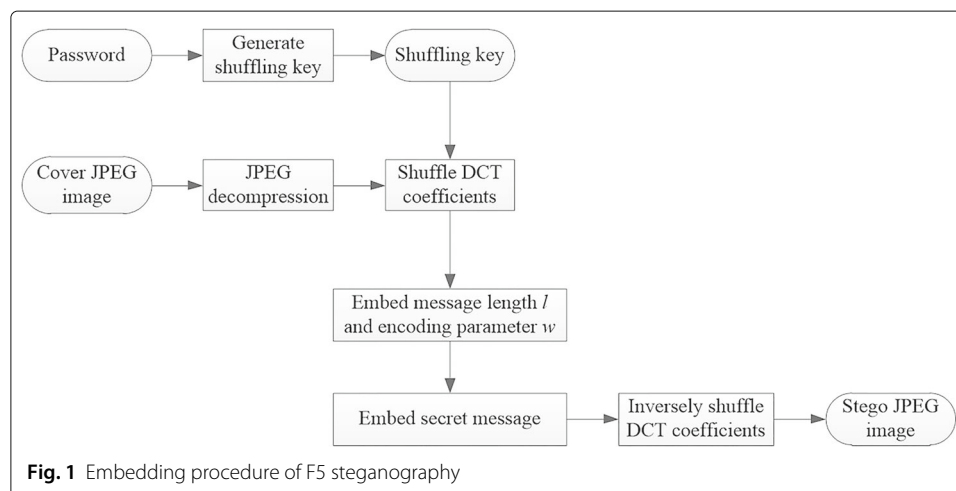 Password
Generate
shuffling key
Shuffling key
Cover JPEG
image
JPEG
decompression
Shuffle DCT
coefficients
Embed message length l
and encoding parameter w
Embed secret message
Inversely shuffle
DCT coefficients
Stego JPEG
image
Fig. 1 Embedding procedure of F5 steganography